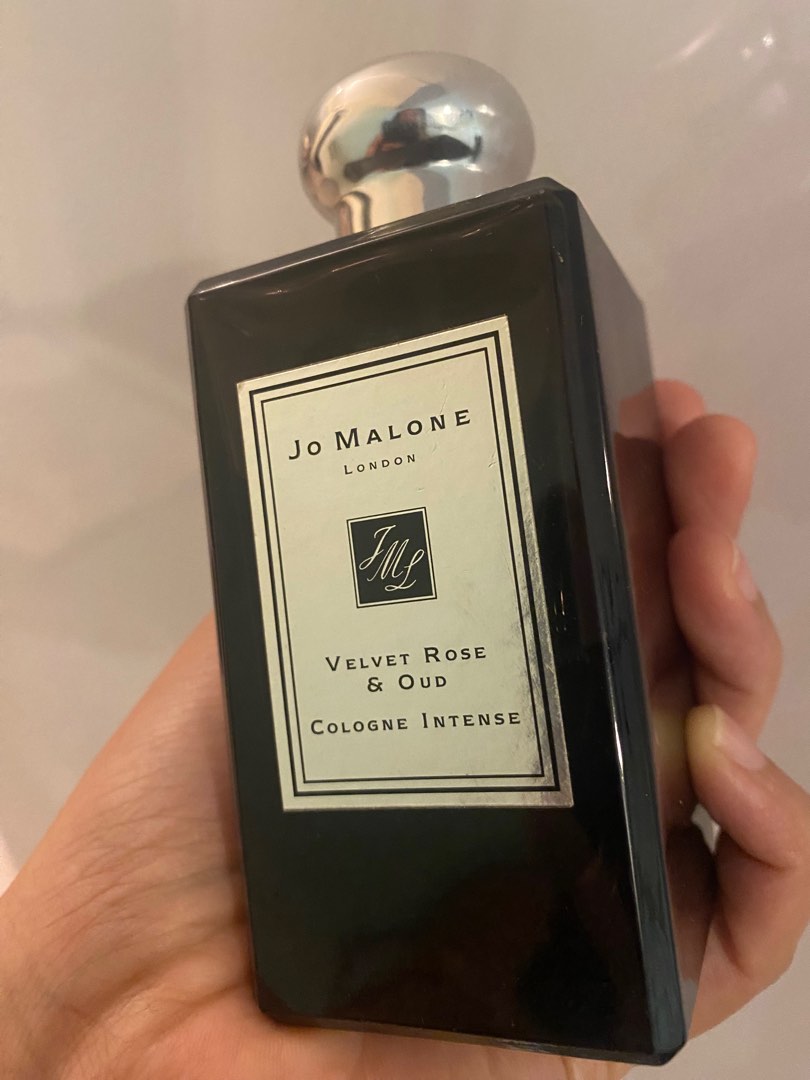 Jo Malone
London
JML
Velvet Rose
& Oud
Cologne Intense